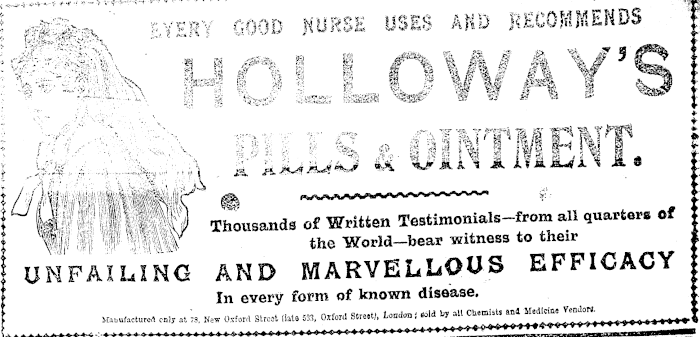 EVERY GOOD NURSE USES AND RECOMMENDS
HOLLOWAY'S
PILLS & OINTMENT.
Thousands of Written Testimonials—from all quarters of
the World—bear witness to their
UNFAILING AND MARVELLOUS EFFICACY
In every form of known disease.
Manufactured only at 78, New Oxford Street (late 533, Oxford Street), London; sold by all Chemists and Medicine Vendors.